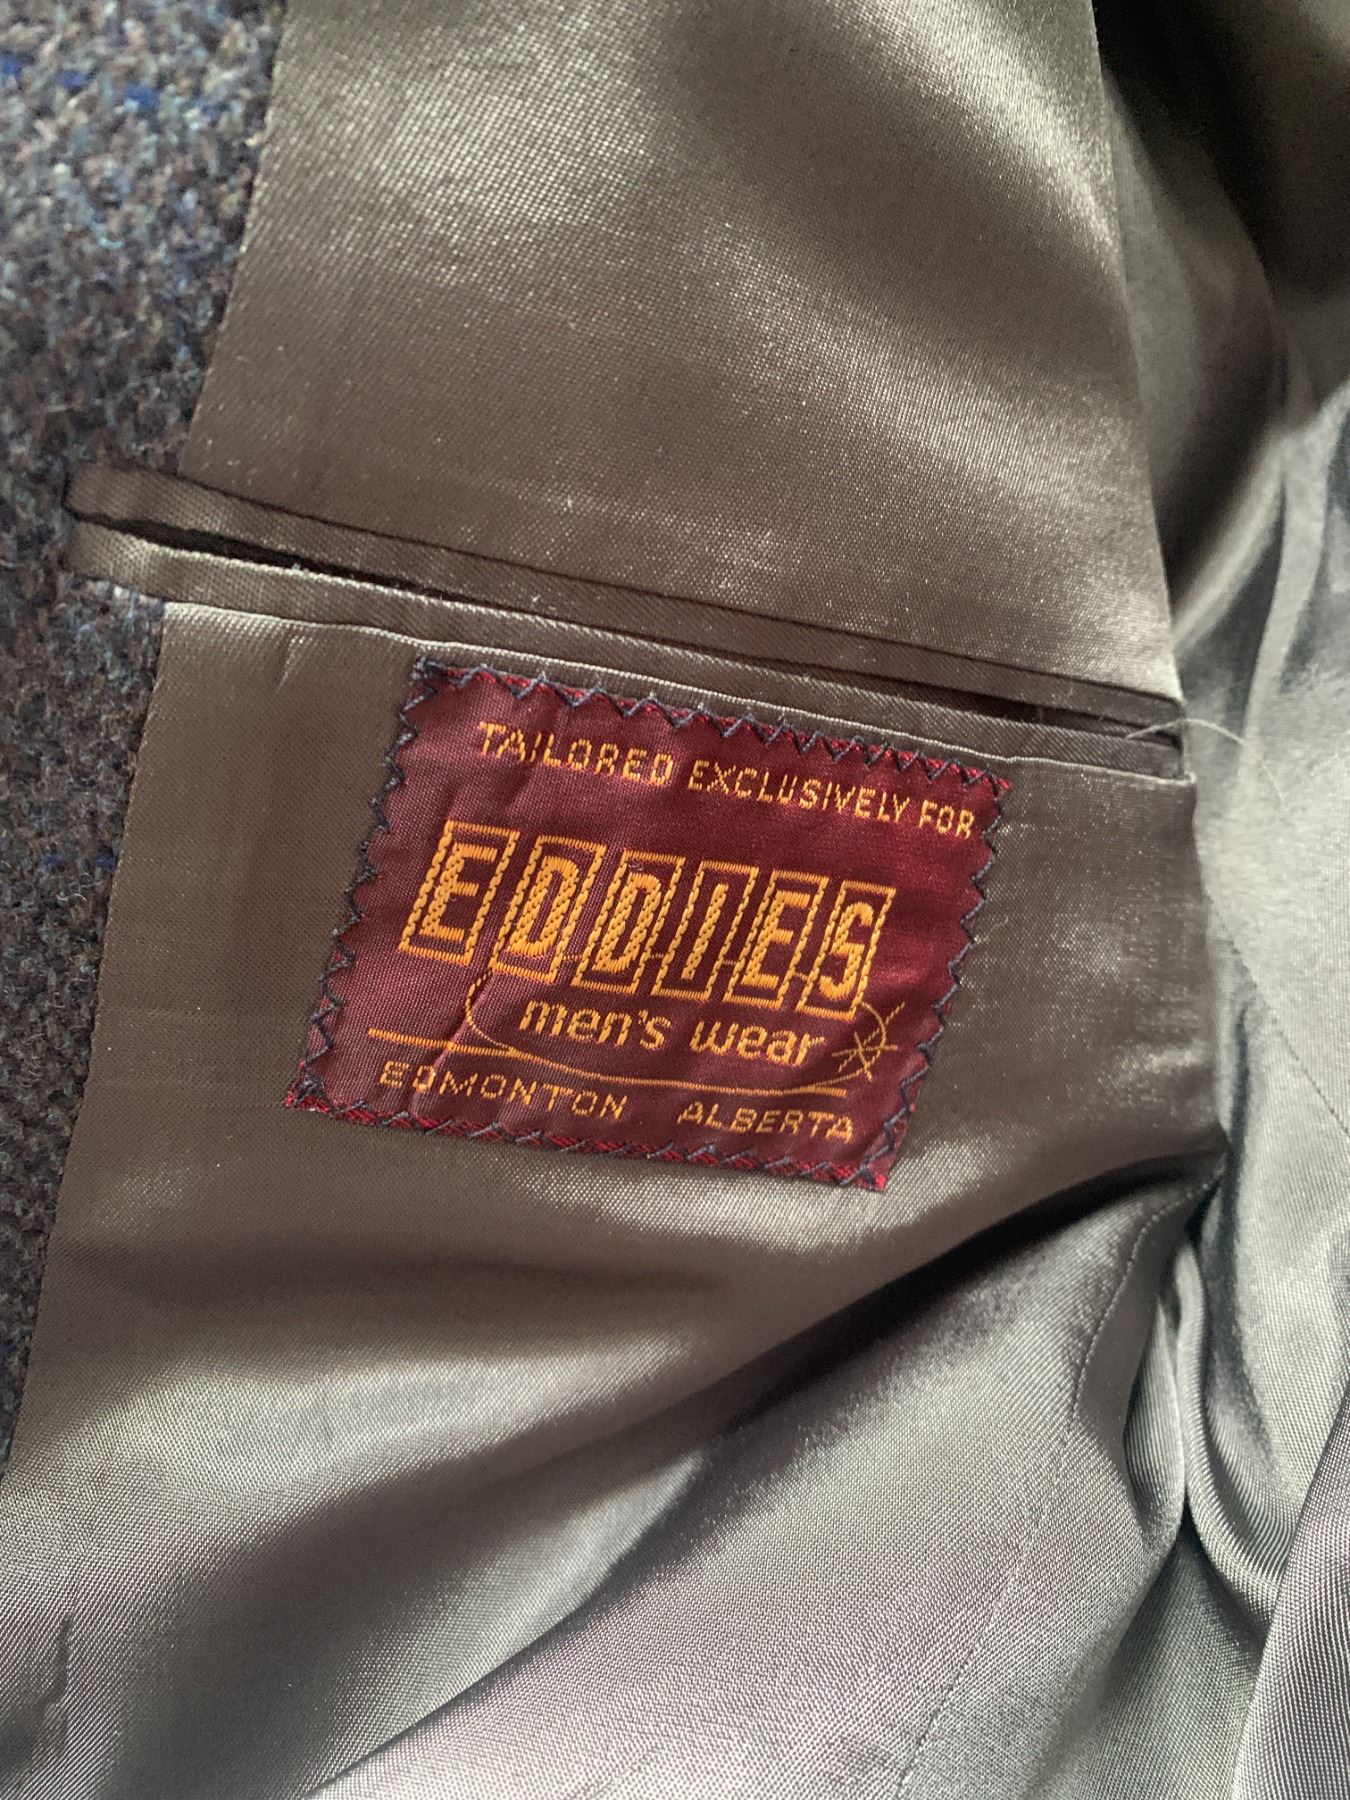 TAILORED EXCLUSIVELY FOR
EDDIES
men's wear
EDMONTON ALBERTA